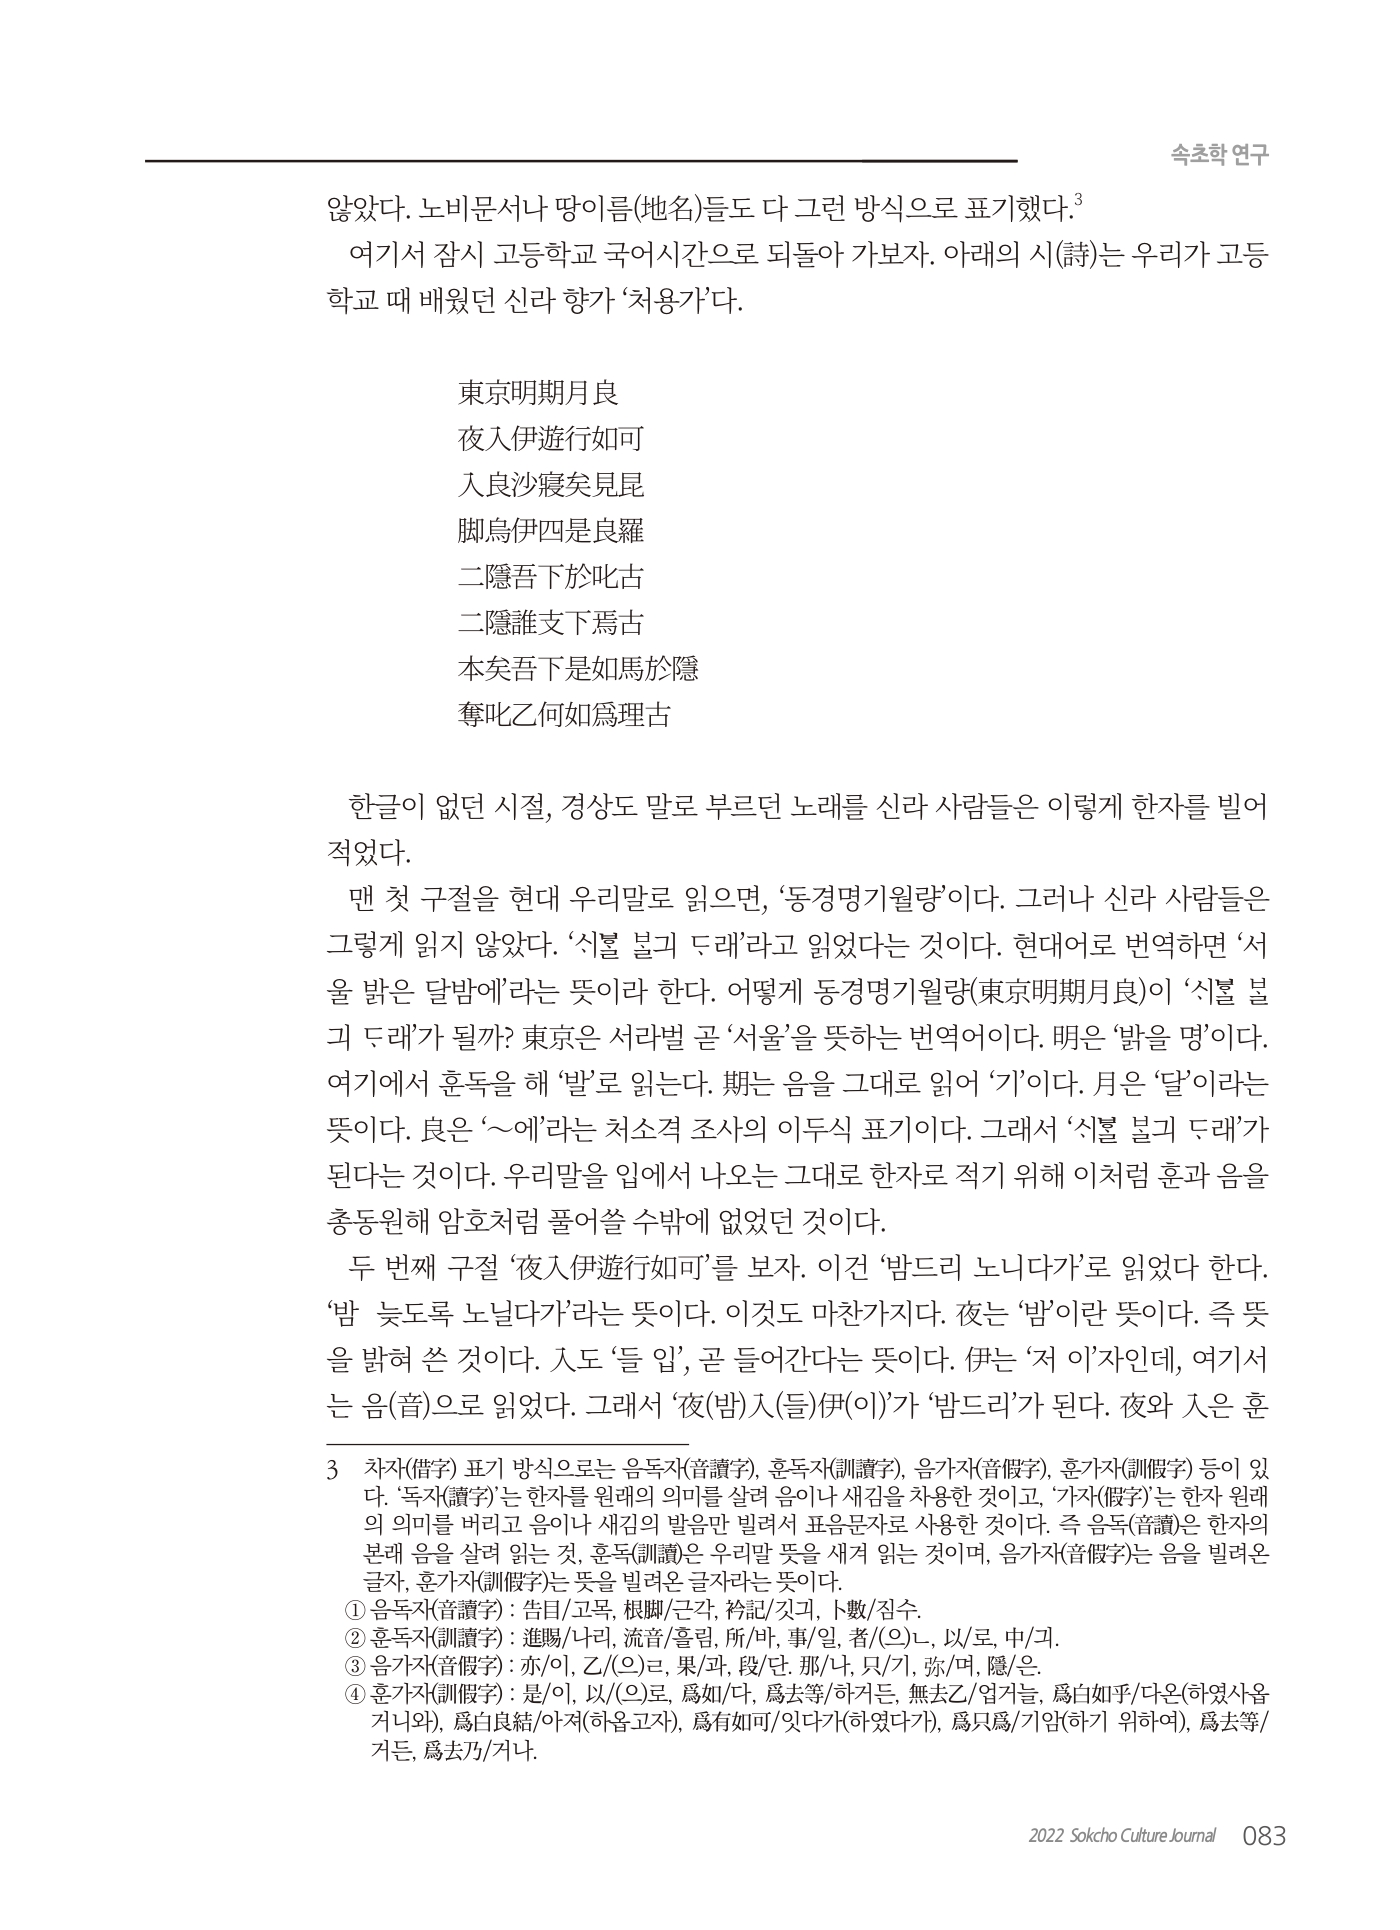 속초학 연구
않았다. 노비문서나 땅이름(地名)들도 다 그런 방식으로 표기했다.3
여기서 잠시 고등학교 국어시간으로 되돌아 가보자. 아래의 시(詩)는 우리가 고등
학교 때 배웠던 신라 향가 ‘처용가’다.
東京明期月良
夜入伊遊行如可
入良沙寢矣見昆
脚烏伊四是良羅
二隱吾下於叱古
二隱誰支下焉古
本矣吾下是如馬於隱
奪叱乙何如爲理古
한글이 없던 시절, 경상도 말로 부르던 노래를 신라 사람들은 이렇게 한자를 빌어
적었다.
맨 첫 구절을 현대 우리말로 읽으면, ‘동경명기월량’이다. 그러나 신라 사람들은
그렇게 읽지 않았다. ‘ᄉᆡᄇᆞᆯ ᄇᆞᆯ긔 ᄃᆞ래’라고 읽었다는 것이다. 현대어로 번역하면 ‘서
울 밝은 달밤에’라는 뜻이라 한다. 어떻게 동경명기월량(東京明期月良)이 ‘ᄉᆡᄇᆞᆯ ᄇᆞᆯ
긔 ᄃᆞ래’가 될까? 東京은 서라벌 곧 ‘서울’을 뜻하는 번역어이다. 明은 ‘밝을 명’이다.
여기에서 훈독을 해 ‘발’로 읽는다. 期는 음을 그대로 읽어 ‘기’이다. 月은 ‘달’이라는
뜻이다. 良은 ‘～에’라는 처소격 조사의 이두식 표기이다. 그래서 ‘ᄉᆡᄇᆞᆯ ᄇᆞᆯ긔 ᄃᆞ래’가
된다는 것이다. 우리말을 입에서 나오는 그대로 한자로 적기 위해 이처럼 훈과 음을
총동원해 암호처럼 풀어쓸 수밖에 없었던 것이다.
두 번째 구절 ‘夜入伊遊行如可’를 보자. 이건 ‘밤드리 노니다가’로 읽었다 한다.
‘밤 늦도록 노닐다가’라는 뜻이다. 이것도 마찬가지다. 夜는 ‘밤’이란 뜻이다. 즉 뜻
을 밝혀 쓴 것이다. 入도 ‘들 입’, 곧 들어간다는 뜻이다. 伊는 ‘저 이’자인데, 여기서
는 음(音)으로 읽었다. 그래서 ‘夜(밤)入(들)伊(이)’가 ‘밤드리’가 된다. 夜와 入은 훈
3 차자(借字) 표기 방식으로는 음독자(音讀字), 훈독자(訓讀字), 음가자(音假字), 훈가자(訓假字) 등이 있
다. ‘독자(讀字)’는 한자를 원래의 의미를 살려 음이나 새김을 차용한 것이고, ‘가자(假字)’는 한자 원래
의 의미를 버리고 음이나 새김의 발음만 빌려서 표음문자로 사용한 것이다. 즉 음독(音讀)은 한자의
본래 음을 살려 읽는 것, 훈독(訓讀)은 우리말 뜻을 새겨 읽는 것이며, 음가자(音假字)는 음을 빌려온
글자, 훈가자(訓假字)는 뜻을 빌려온 글자라는 뜻이다.
① 음독자(音讀字) : 告目/고목, 根脚/근각, 衿記/깃긔, 卜數/짐수.
② 훈독자(訓讀字) : 進賜/나리, 流音/흘림, 所/바, 事/일, 者/(으)ㄴ, 以/로, 中/긔.
③ 음가자(音假字) : 亦/이, 乙/(으)ㄹ, 果/과, 段/단. 那/나, 只/기, 弥/며, 隱/은.
④ 훈가자(訓假字) : 是/이, 以/(으)로, 爲如/다, 爲去等/하거든, 無去乙/업거늘, 爲白如乎/다온(하였사옵
거니와), 爲白良結/아져(하옵고자), 爲有如可/잇다가(하였다가), 爲只爲/기암(하기 위하여), 爲去等/
거든, 爲去乃/거나.
2022 Sokcho Culture Journal 083